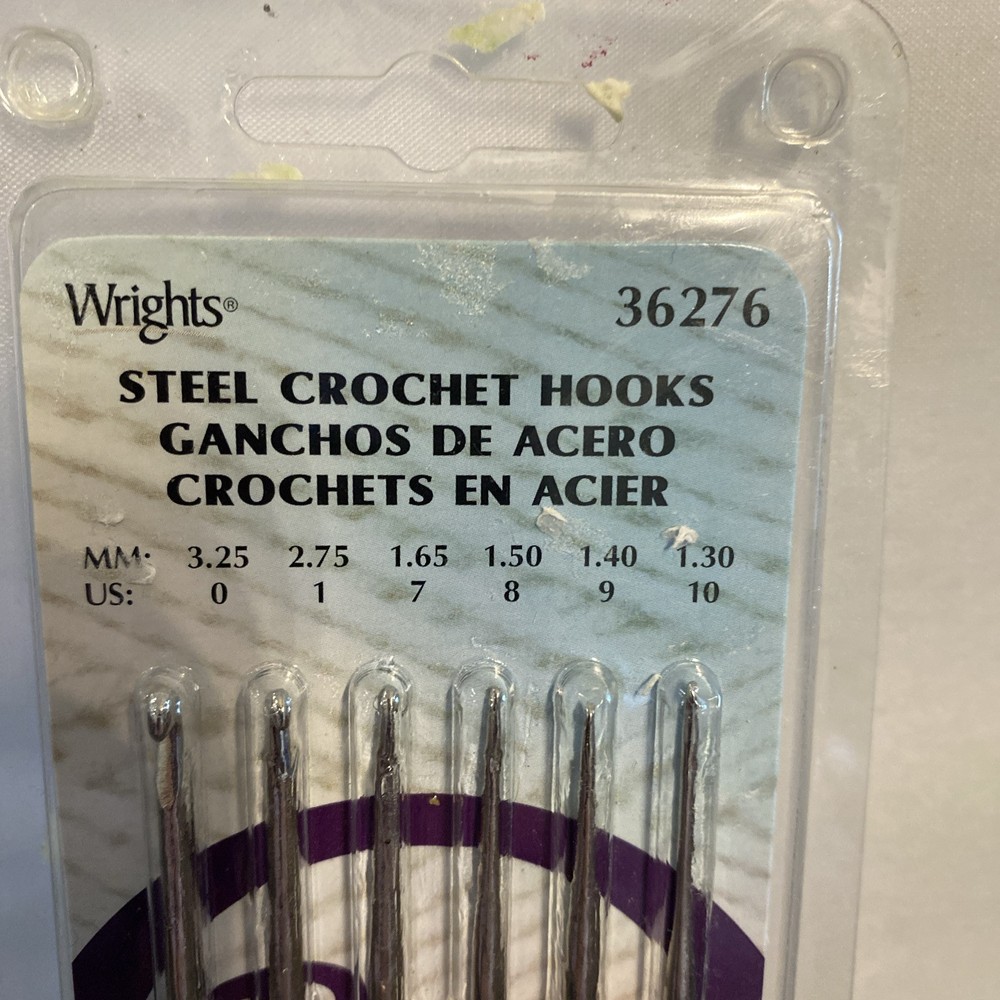 Wrights® 36276
STEEL CROCHET HOOKS
GANCHOS DE ACERO
CROCHETS EN ACIER
MM: 3.25 2.75 1.65 1.50 1.40 1.30
US: 0 1 7 8 9 10